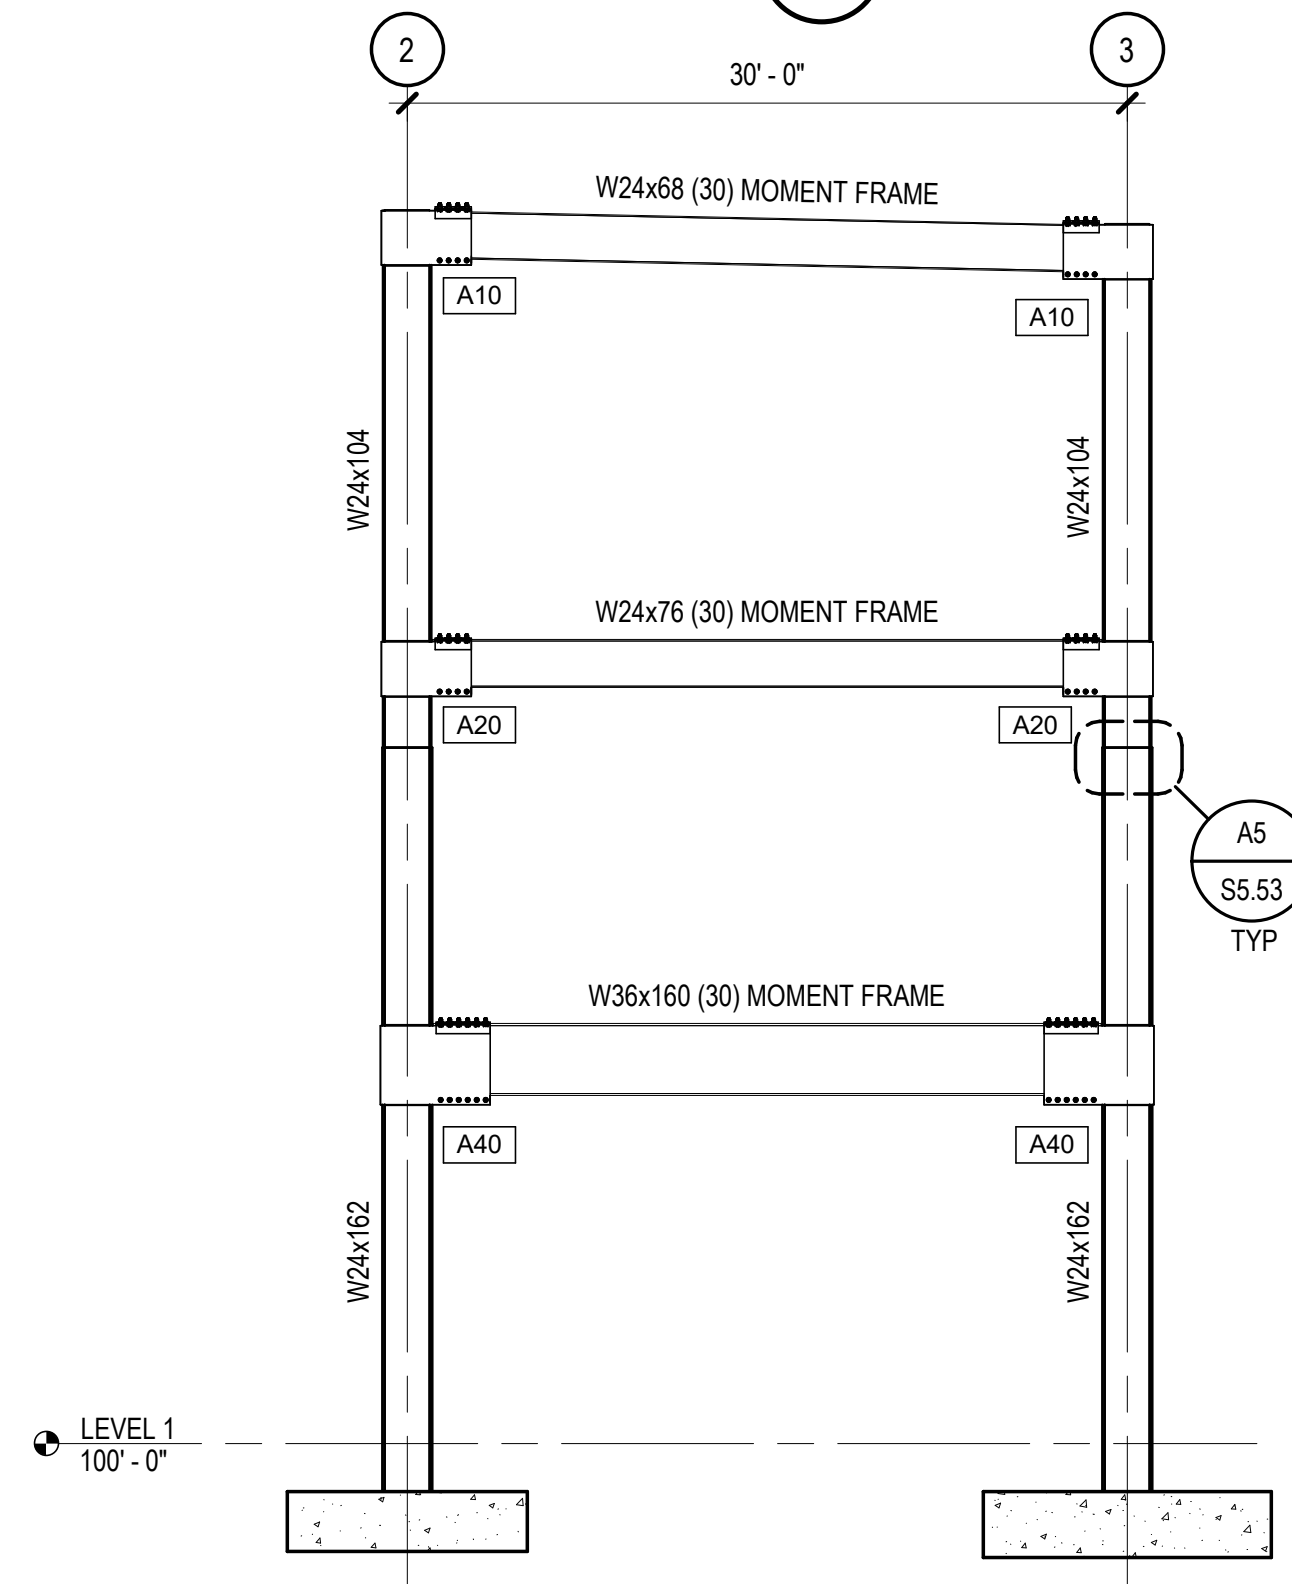 2
3
30' - 0"
W24x68 (30) MOMENT FRAME
A10
A10
W24x104
W24x104
W24x76 (30) MOMENT FRAME
A20
A20
A5
S5.53
TYP
W36x160 (30) MOMENT FRAME
A40
A40
W24x162
W24x162
LEVEL 1
100' - 0"